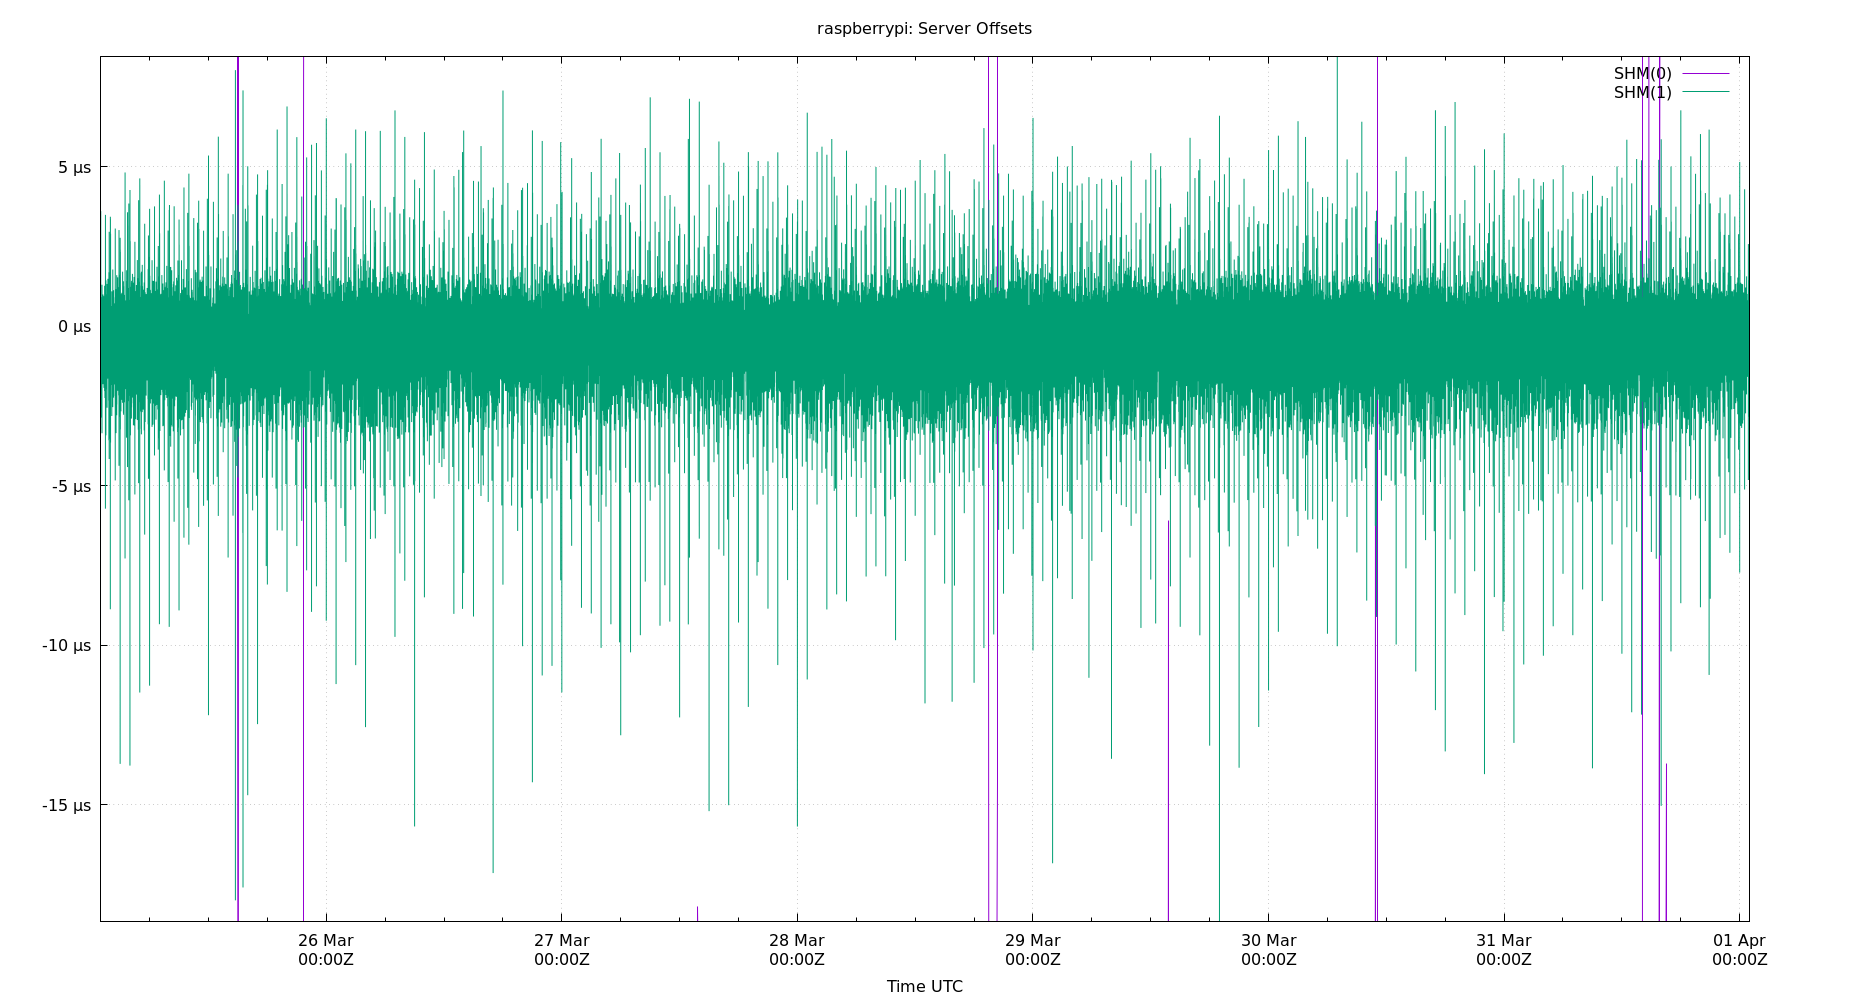 raspberrypi: Server Offsets
SHM(0)
SHM(1)
5 µs
0 µs
-5 µs
-10 µs
-15 µs
26 Mar
00:00Z
27 Mar
00:00Z
28 Mar
00:00Z
29 Mar
00:00Z
30 Mar
00:00Z
31 Mar
00:00Z
01 Apr
00:00Z
Time UTC